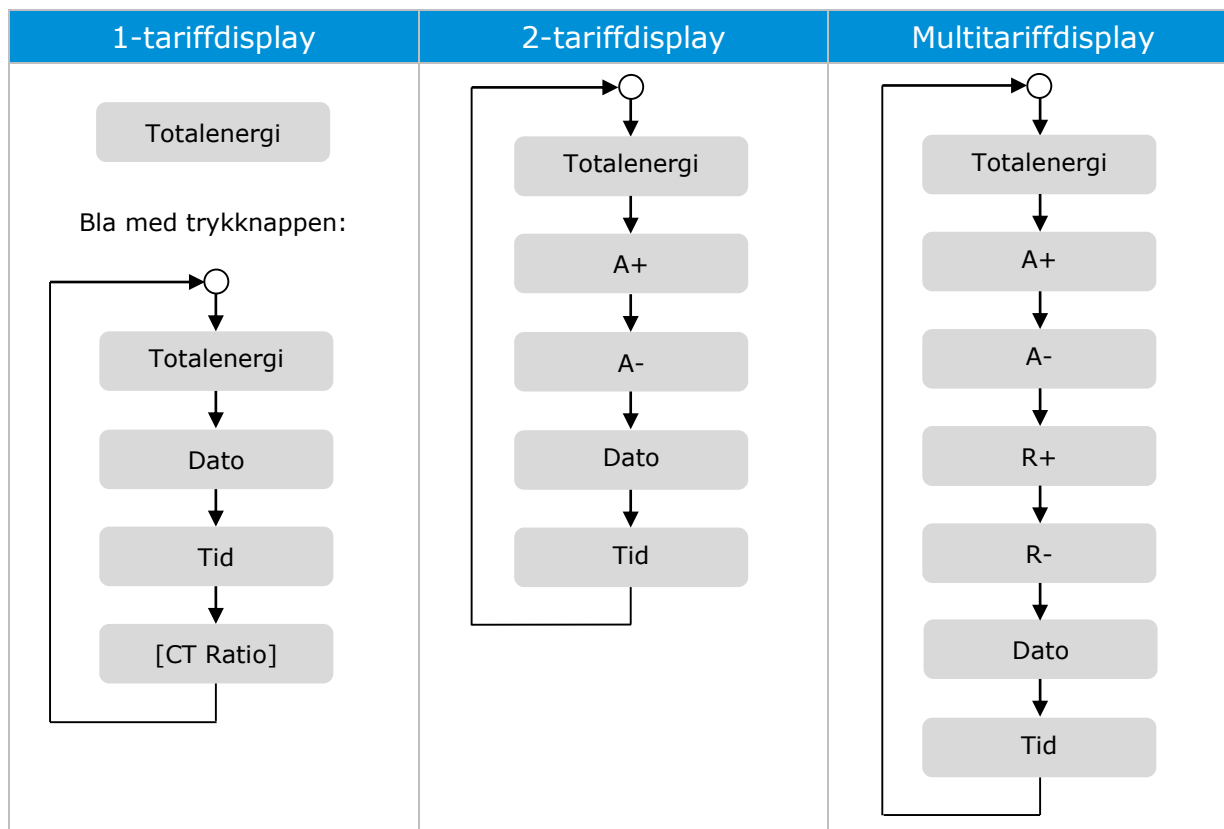 1-tariffdisplay
Totalenergi
Bla med trykknappen:
Totalenergi
Dato
Tid
[CT Ratio]
2-tariffdisplay
Totalenergi
A+
A-
Dato
Tid
Multitariffdisplay
Totalenergi
A+
A-
R+
R-
Dato
Tid